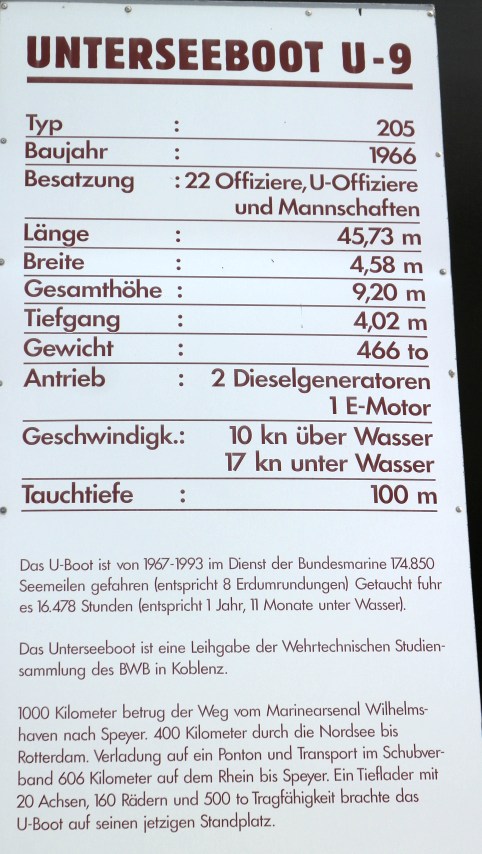 UNTERSEEBOOT U-9
Typ : 205
Baujahr : 1966
Besatzung : 22 Offiziere, U-Offiziere
und Mannschaften
Länge : 45,73 m
Breite : 4,58 m
Gesamthöhe : 9,20 m
Tiefgang : 4,02 m
Gewicht : 466 to
Antrieb : 2 Dieselgeneratoren
1 E-Motor
Geschwindigk.: 10 kn über Wasser
17 kn unter Wasser
Tauchtiefe : 100 m
Das U-Boot ist von 1967-1993 im Dienst der Bundesmarine 174.850
Seemeilen gefahren (entspricht 8 Erdumrundungen) Getaucht fuhr
es 16.478 Stunden (entspricht 1 Jahr, 11 Monate unter Wasser).
Das Unterseeboot ist eine Leihgabe der Wehrtechnischen Studien-
sammlung des BWB in Koblenz.
1000 Kilometer betrug der Weg vom Marinearsenal Wilhelms-
haven nach Speyer. 400 Kilometer durch die Nordsee bis
Rotterdam. Verladung auf ein Ponton und Transport im Schubver-
band 606 Kilometer auf dem Rhein bis Speyer. Ein Tieflader mit
20 Achsen, 160 Rädern und 500 to Tragfähigkeit brachte das
U-Boot auf seinen jetzigen Standplatz.